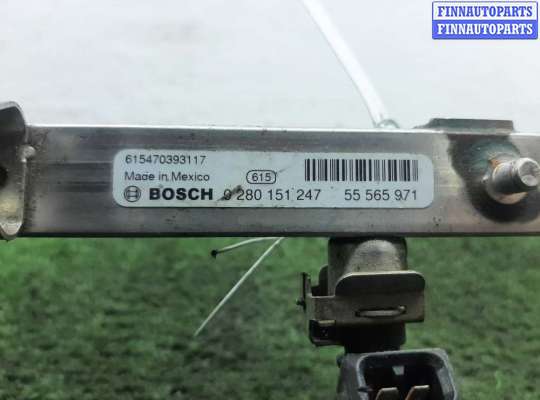 FINNAUTOPARTS
FINNAUTOPARTS
615470393117
Made in Mexico 615
BOSCH 0 280 151 247 55 565 971